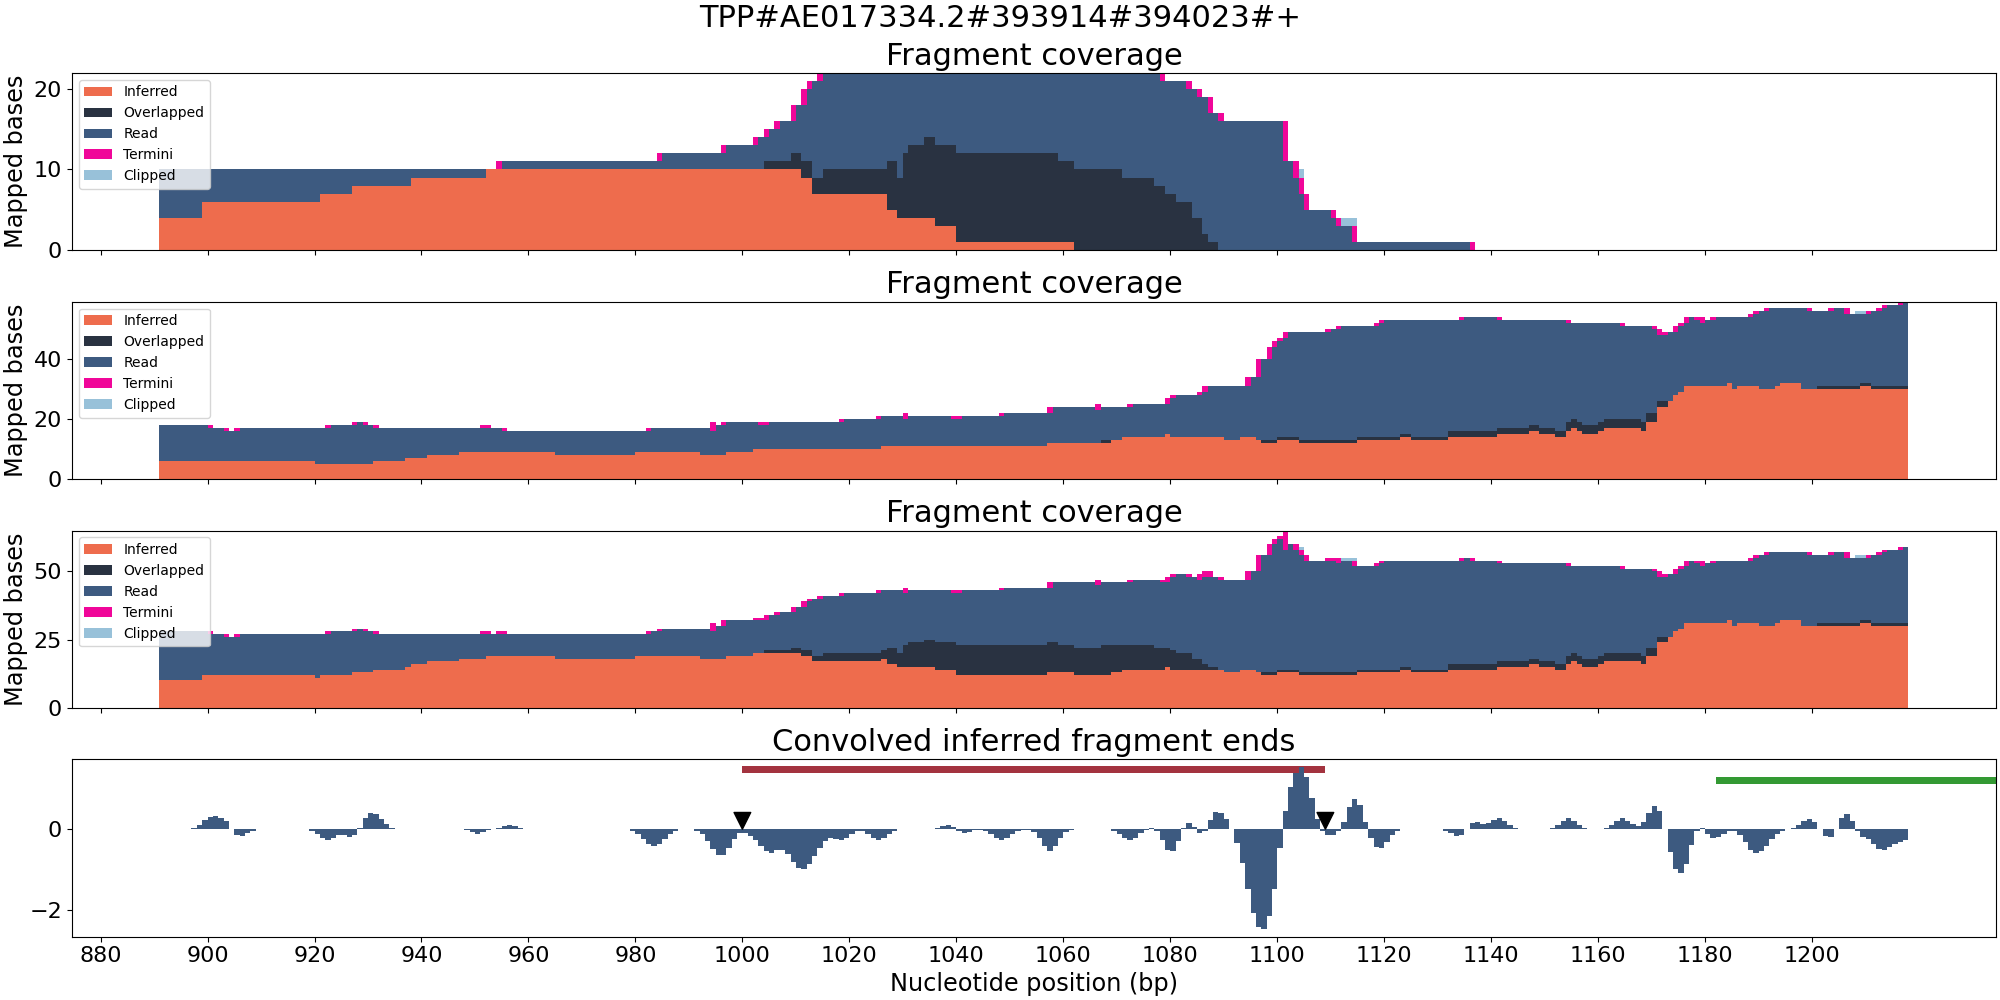 TPP#AE017334.2#393914#394023#+
Fragment coverage
Mapped bases
20
10
0
Inferred
Overlapped
Read
Termini
Clipped
Fragment coverage
Mapped bases
40
20
0
Inferred
Overlapped
Read
Termini
Clipped
Fragment coverage
Mapped bases
50
25
0
Inferred
Overlapped
Read
Termini
Clipped
Convolved inferred fragment ends
0
−2
880 900 920 940 960 980 1000 1020 1040 1060 1080 1100 1120 1140 1160 1180 1200
Nucleotide position (bp)